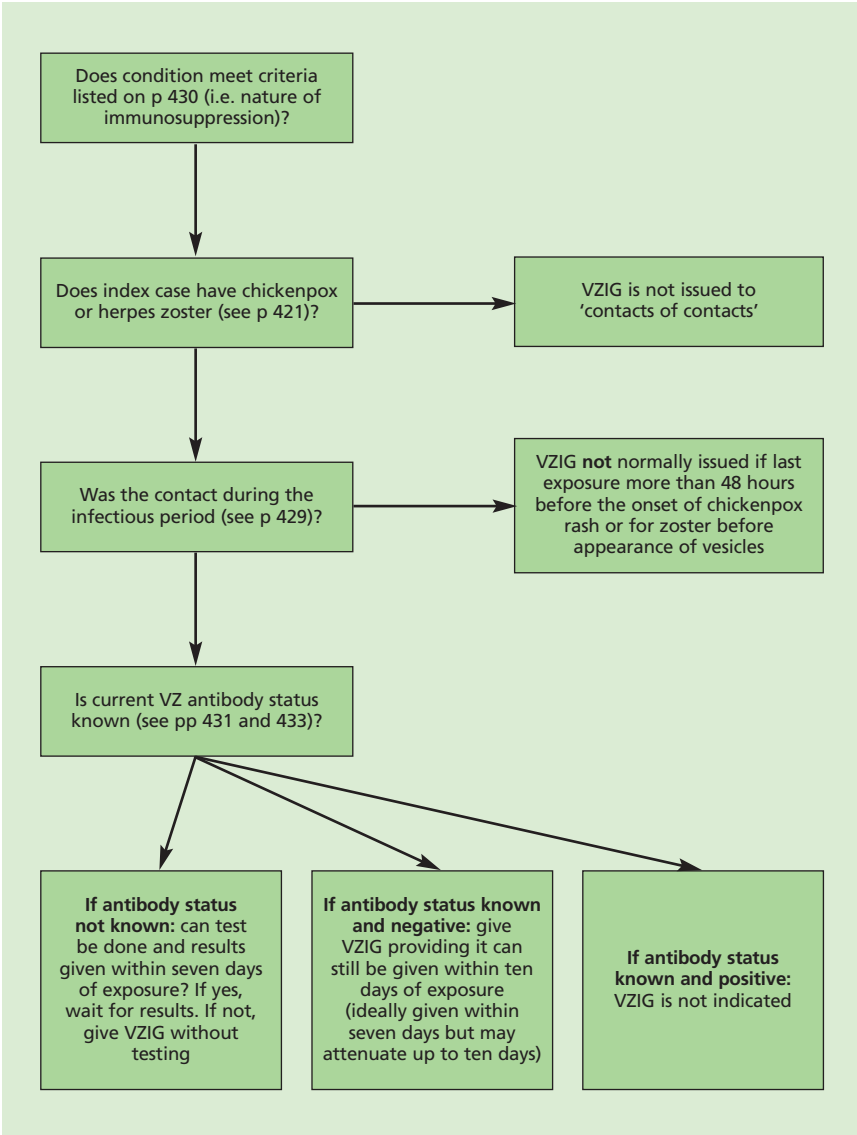 Does condition meet criteria
listed on p 430 (i.e. nature of
immunosuppression)?
Does index case have chickenpox
or herpes zoster (see p 421)?
VZIG is not issued to
‘contacts of contacts’
Was the contact during the
infectious period (see p 429)?
VZIG not normally issued if last
exposure more than 48 hours
before the onset of chickenpox
rash or for zoster before
appearance of vesicles
Is current VZ antibody status
known (see pp 431 and 433)?
If antibody status
not known: can test
be done and results
given within seven days
of exposure? If yes,
wait for results. If not,
give VZIG without
testing
If antibody status known
and negative: give
VZIG providing it can
still be given within ten
days of exposure
(ideally given within
seven days but may
attenuate up to ten days)
If antibody status
known and positive:
VZIG is not indicated